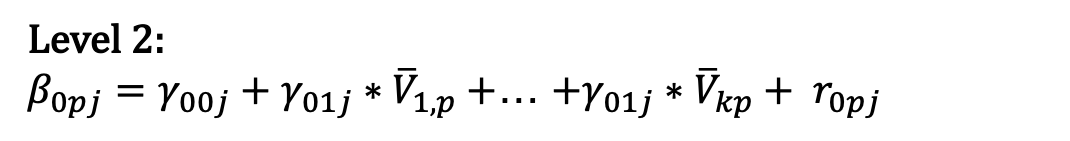 Level 2:
β₀ₚⱼ = γ₀₀ⱼ + γ₀₁ⱼ * V̄₁,ₚ +... +γ₀₁ⱼ * V̄ₖₚ + r₀ₚⱼ